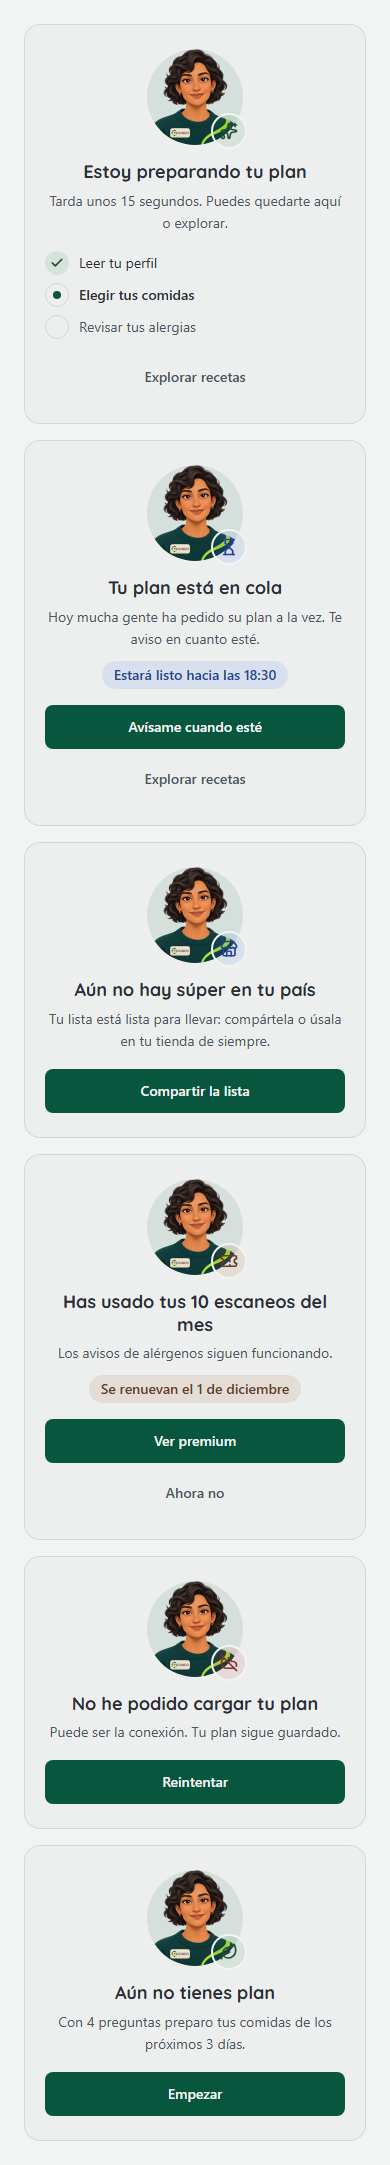 Estoy preparando tu plan
Tarda unos 15 segundos. Puedes quedarte aquí
o explorar.
Leer tu perfil
Elegir tus comidas
Revisar tus alergias
Explorar recetas
Tu plan está en cola
Hoy mucha gente ha pedido su plan a la vez. Te
aviso en cuanto esté.
Estará listo hacia las 18:30
Avísame cuando esté
Explorar recetas
Aún no hay súper en tu país
Tu lista está lista para llevar: compártela o úsala
en tu tienda de siempre.
Compartir la lista
Has usado tus 10 escaneos del
mes
Los avisos de alérgenos siguen funcionando.
Se renuevan el 1 de diciembre
Ver premium
Ahora no
No he podido cargar tu plan
Puede ser la conexión. Tu plan sigue guardado.
Reintentar
Aún no tienes plan
Con 4 preguntas preparo tus comidas de los
próximos 3 días.
Empezar